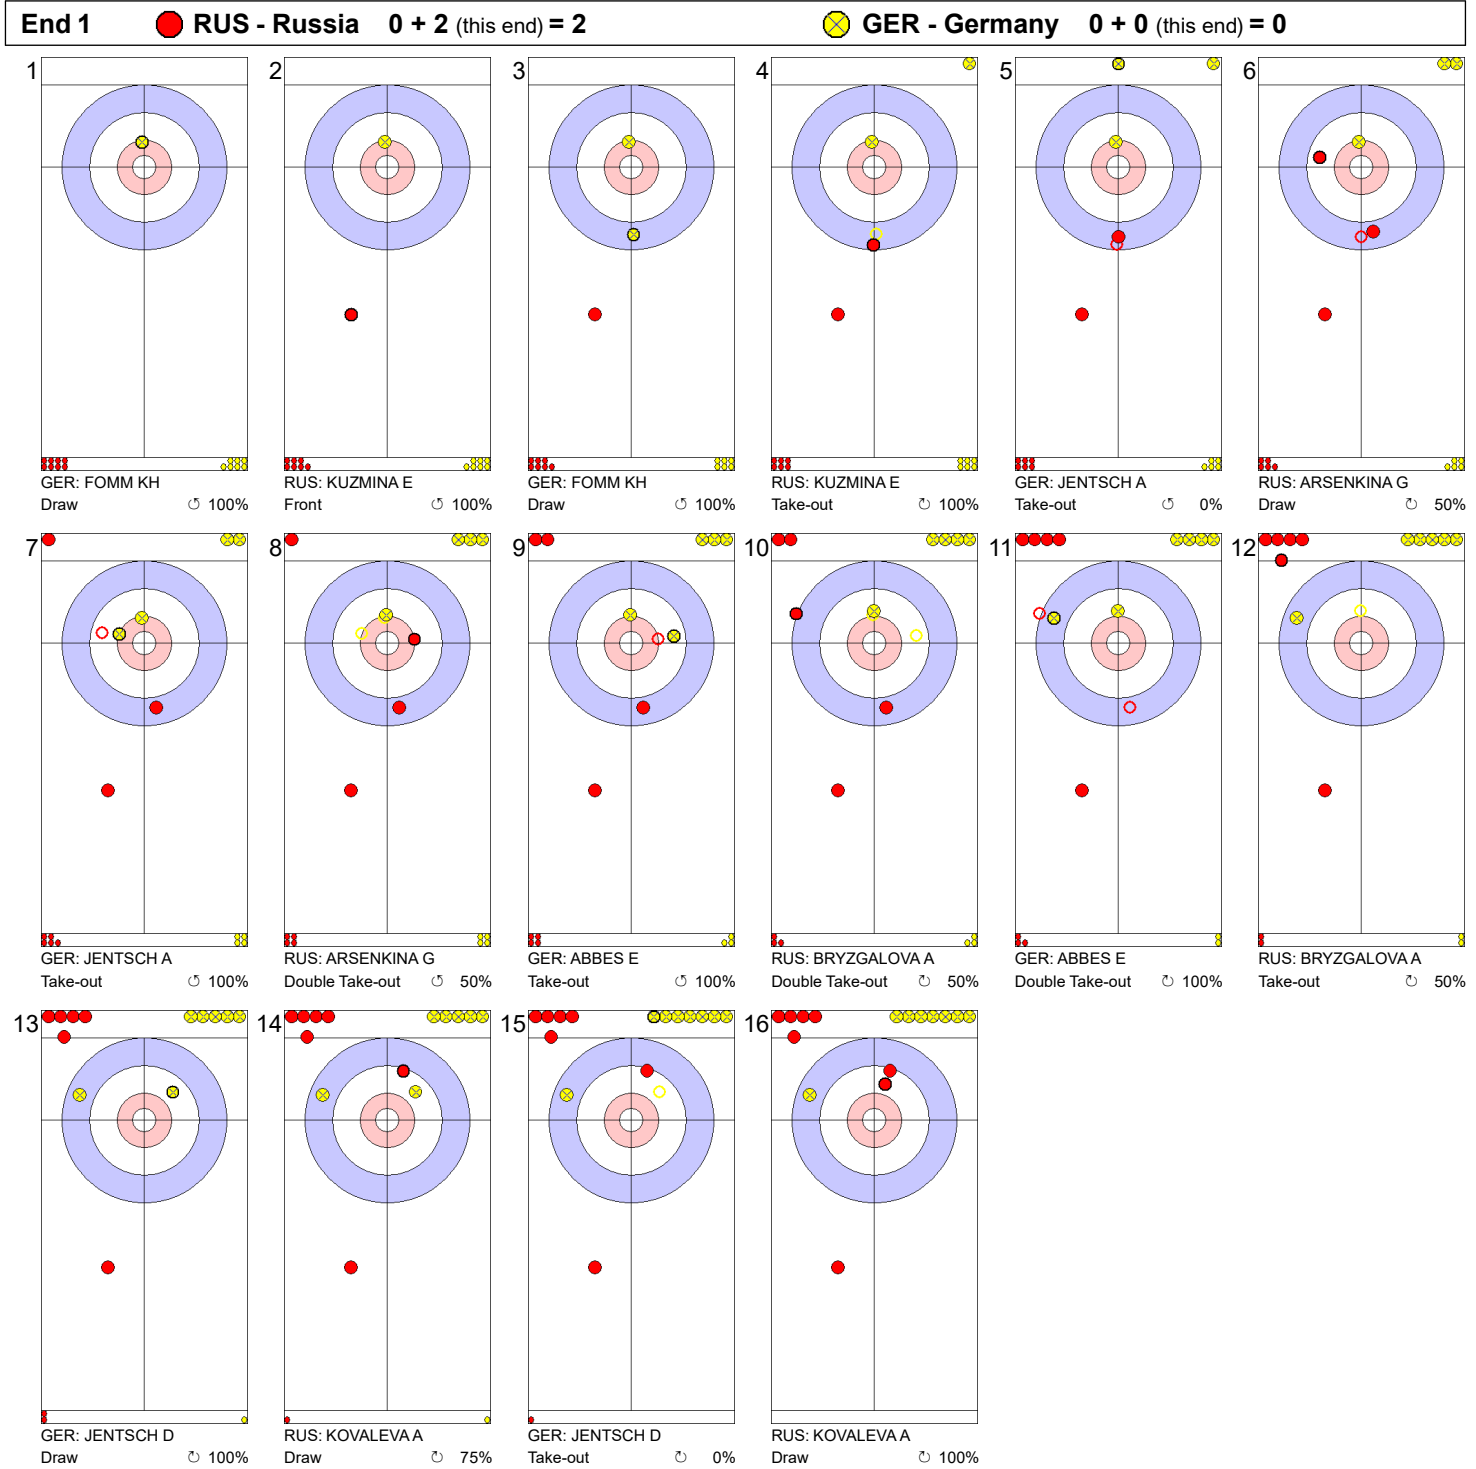 End 1 RUS - Russia 0 + 2 (this end) = 2 GER - Germany 0 + 0 (this end) = 0
1 2 3 4 5 6
GER: FOMM KH RUS: KUZMINA E GER: FOMM KH RUS: KUZMINA E GER: JENTSCH A RUS: ARSENKINA G
Draw ↺ 100% Front ↺ 100% Draw ↺ 100% Take-out ↺ 100% Take-out ↺ 0% Draw ↻ 50%
7 8 9 10 11 12
GER: JENTSCH A RUS: ARSENKINA G GER: ABBES E RUS: BRYZGALOVA A GER: ABBES E RUS: BRYZGALOVA A
Take-out ↺ 100% Double Take-out ↺ 50% Take-out ↺ 100% Double Take-out ↻ 50% Double Take-out ↻ 100% Take-out ↻ 50%
13 14 15 16
GER: JENTSCH D RUS: KOVALEVA A GER: JENTSCH D RUS: KOVALEVA A
Draw ↻ 100% Draw ↻ 75% Take-out ↻ 0% Draw ↻ 100%